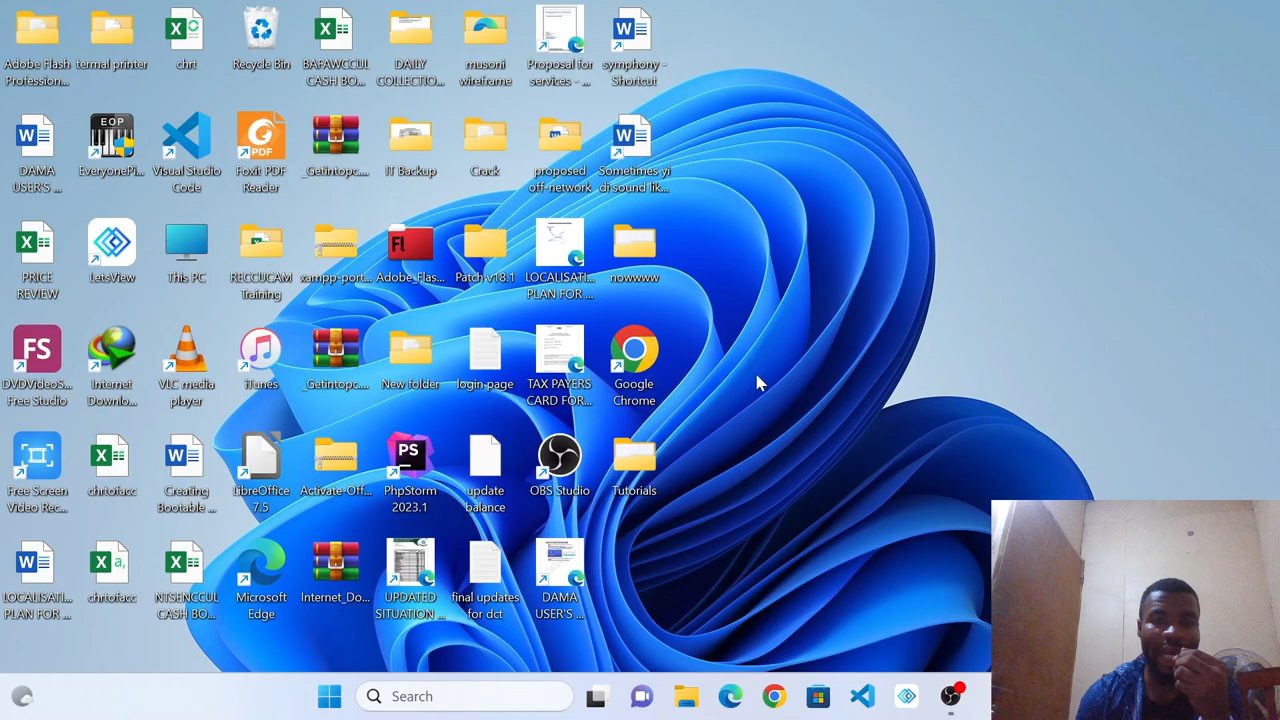 Adobe Flash
Profession...
termal printer
chrt
Recycle Bin
BAFAWCCUL
CASH BO...
DAILY
COLLECTIO...
musoni
wireframe
Proposal for
services - ...
symphony -
Shortcut
DAMA
USER'S ...
EOP
EveryonePi...
Visual Studio
Code
PDF
Foxit PDF
Reader
_Getintopc....
IT Backup
Crack
proposed
off-network
Sometimes yi
di sound lik...
PRICE
REVIEW
LetsView
This PC
RECCUCAM
Training
xampp-port...
Fl
Adobe_Flas...
Patch v18.1
LOCALISATI...
PLAN FOR ...
nowwww
FS
DVDVideoS...
Free Studio
Internet
Downlo...
VLC media
player
iTunes
_Getintopc....
New folder
login-page
TAX PAYERS
CARD FOR...
Google
Chrome
Free Screen
Video Rec...
chrtofacc
Creating
Bootable ...
LibreOffice
7.5
Activate-Off...
PS
PhpStorm
2023.1
update
balance
OBS Studio
Tutorials
LOCALISATI...
PLAN FOR ...
chrtofacc
NTSENCCUL
CASH BO...
Microsoft
Edge
Internet_Do...
UPDATED
SITUATION ...
final updates
for dct
DAMA
USER'S ...
Search